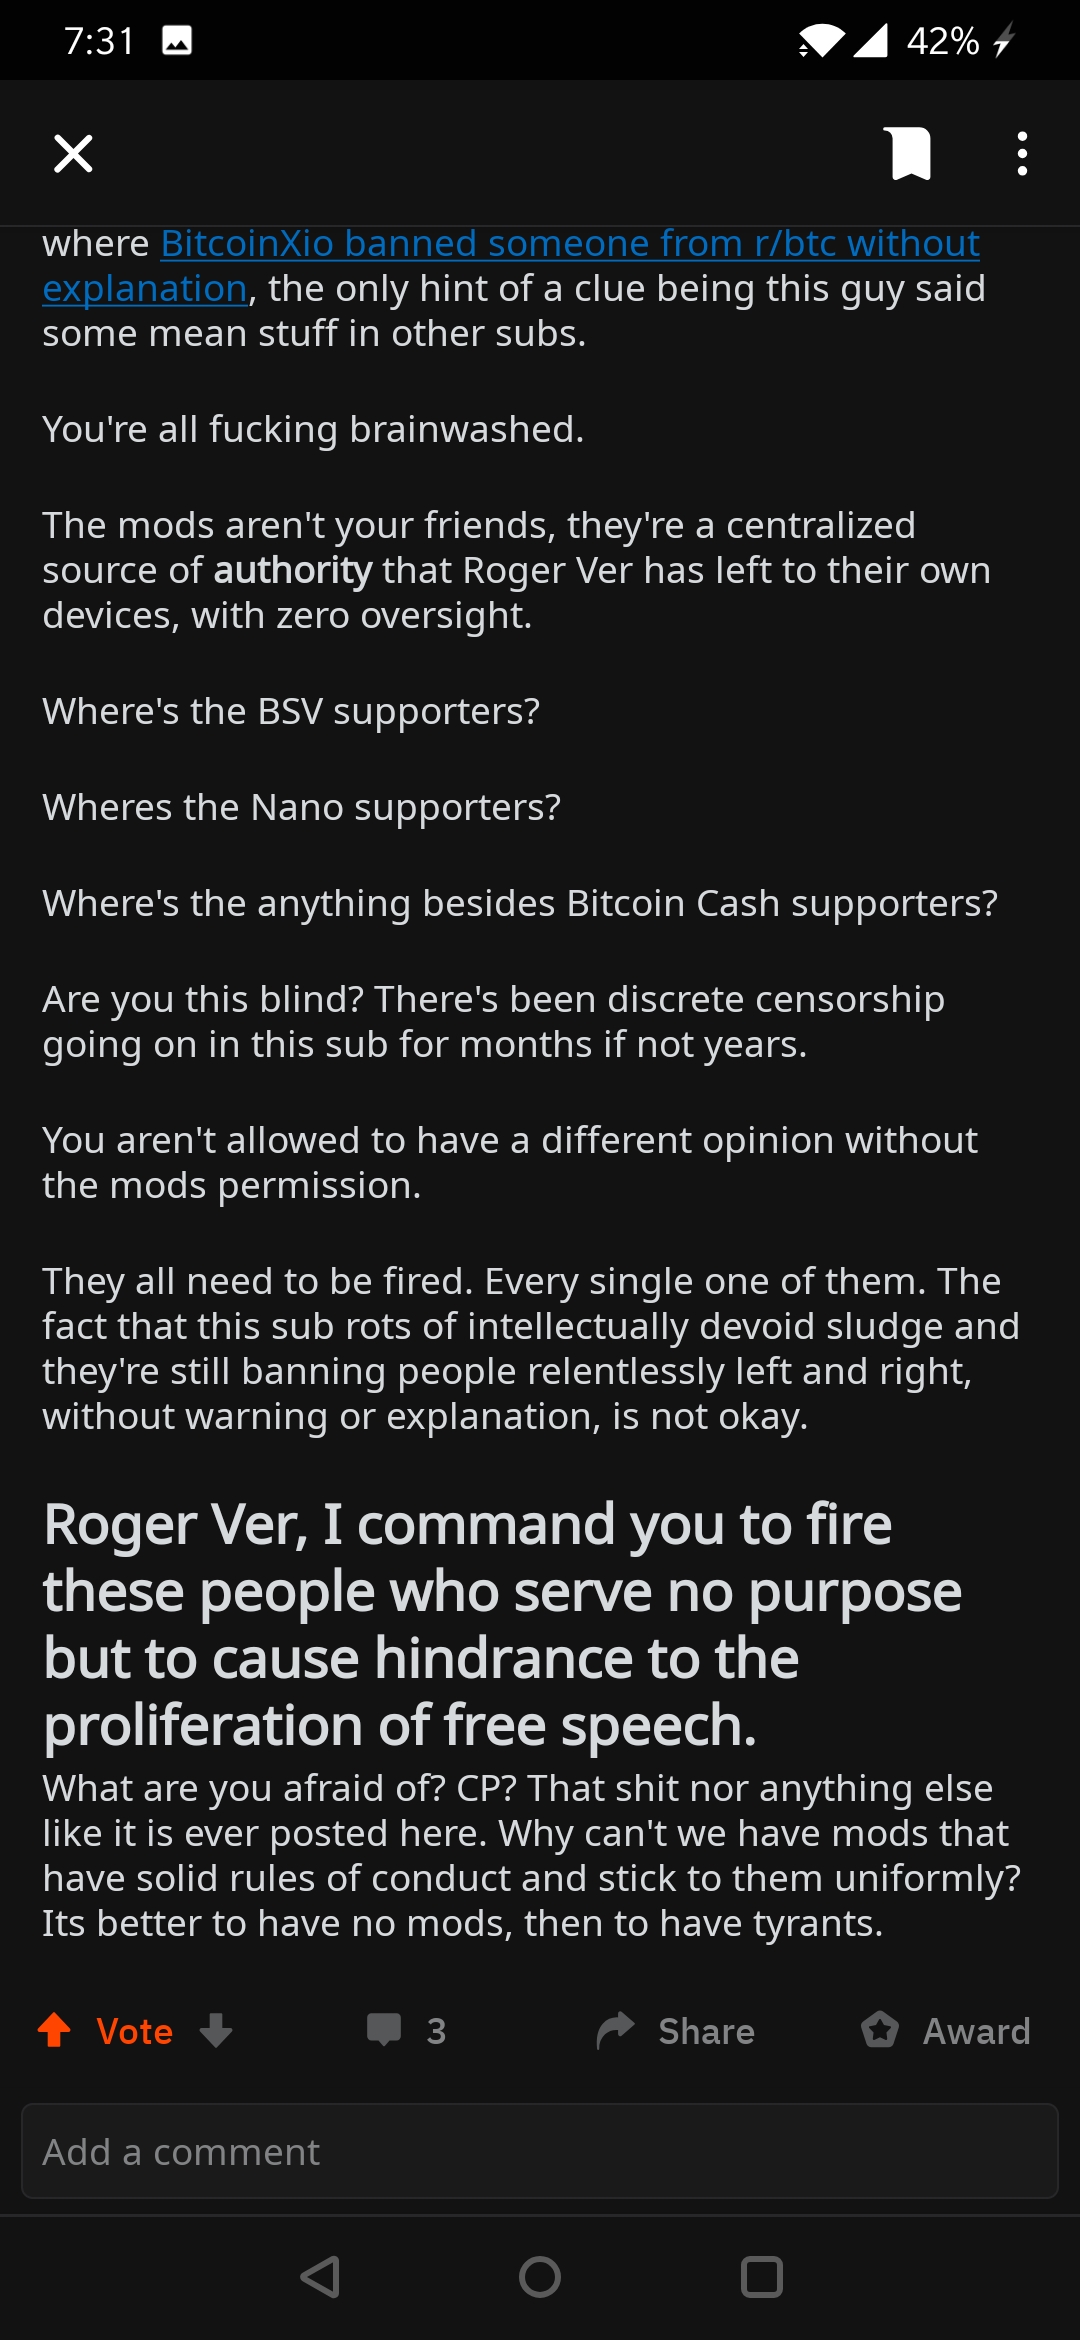 7:31
42%
where BitcoinXio banned someone from r/btc without
explanation, the only hint of a clue being this guy said
some mean stuff in other subs.
You're all fucking brainwashed.
The mods aren't your friends, they're a centralized
source of authority that Roger Ver has left to their own
devices, with zero oversight.
Where's the BSV supporters?
Wheres the Nano supporters?
Where's the anything besides Bitcoin Cash supporters?
Are you this blind? There's been discrete censorship
going on in this sub for months if not years.
You aren't allowed to have a different opinion without
the mods permission.
They all need to be fired. Every single one of them. The
fact that this sub rots of intellectually devoid sludge and
they're still banning people relentlessly left and right,
without warning or explanation, is not okay.
Roger Ver, I command you to fire
these people who serve no purpose
but to cause hindrance to the
proliferation of free speech.
What are you afraid of? CP? That shit nor anything else
like it is ever posted here. Why can't we have mods that
have solid rules of conduct and stick to them uniformly?
Its better to have no mods, then to have tyrants.
Vote 3 Share Award
Add a comment